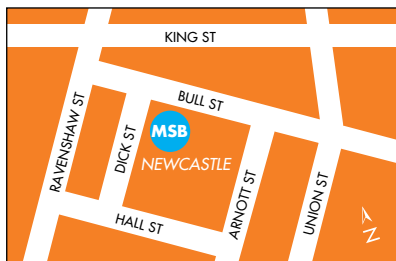 KING ST
RAVENSHAW ST
DICK ST
BULL ST
MSB
NEWCASTLE
HALL ST
ARNOTT ST
UNION ST
N